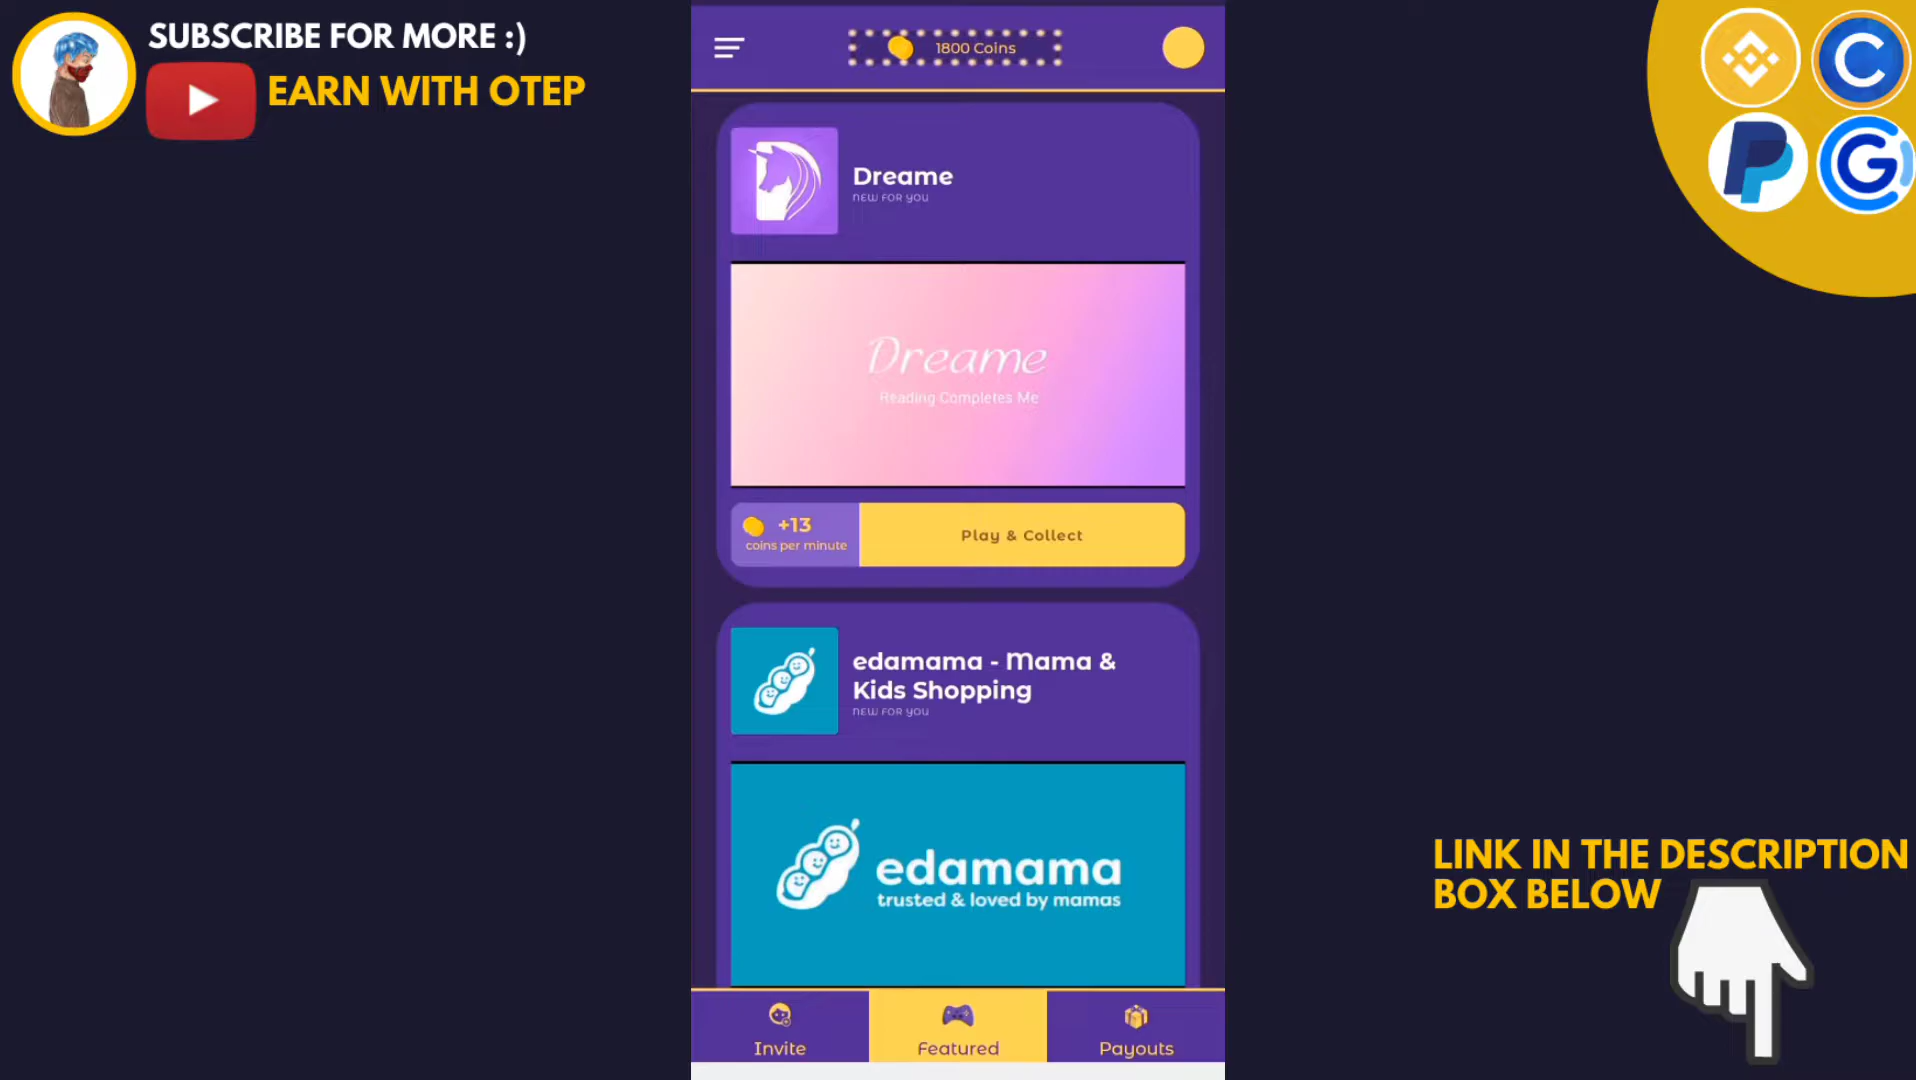 SUBSCRIBE FOR MORE :)
EARN WITH OTEP
1800 Coins
Dreame
NEW FOR YOU
Dreame
Reading Completes Me
+13
coins per minute
Play & Collect
edamama - Mama &
Kids Shopping
NEW FOR YOU
edamama
trusted & loved by mamas
LINK IN THE DESCRIPTION
BOX BELOW
Invite
Featured
Payouts